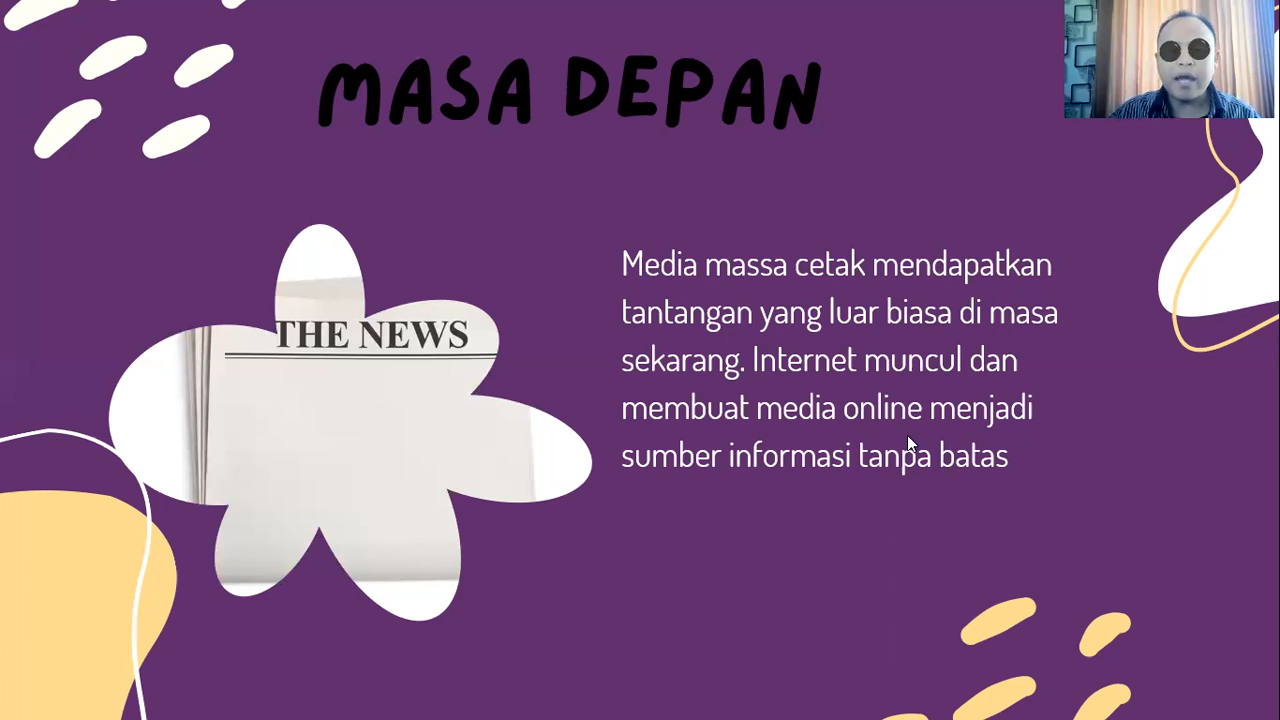 MASA DEPAN
THE NEWS
Media massa cetak mendapatkan
tantangan yang luar biasa di masa
sekarang. Internet muncul dan
membuat media online menjadi
sumber informasi tanpa batas